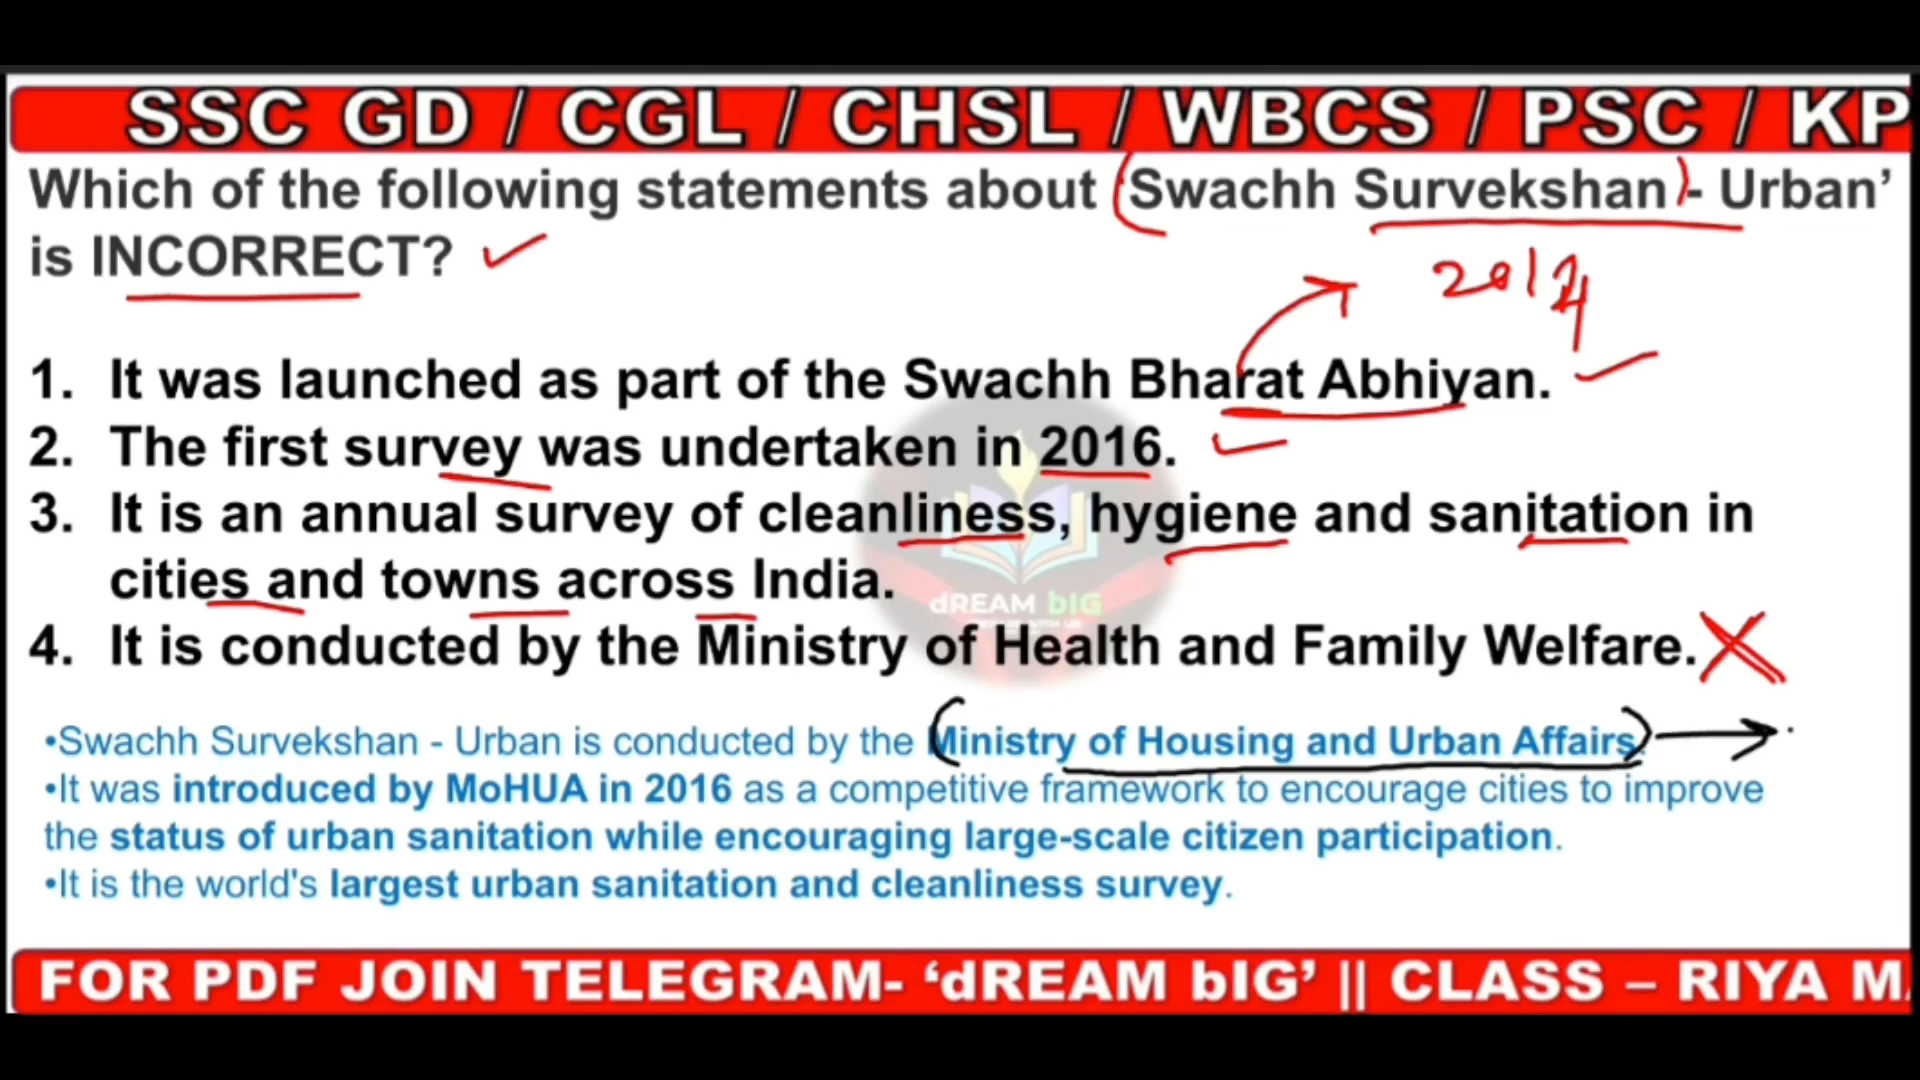 SSC GD / CGL / CHSL / WBCS / PSC / KP
Which of the following statements about ‘Swachh Survekshan - Urban’
is INCORRECT?
2014
1. It was launched as part of the Swachh Bharat Abhiyan.
2. The first survey was undertaken in 2016.
3. It is an annual survey of cleanliness, hygiene and sanitation in
cities and towns across India.
dREAM bIG
4. It is conducted by the Ministry of Health and Family Welfare.
•Swachh Survekshan - Urban is conducted by the Ministry of Housing and Urban Affairs.
•It was introduced by MoHUA in 2016 as a competitive framework to encourage cities to improve
the status of urban sanitation while encouraging large-scale citizen participation.
•It is the world's largest urban sanitation and cleanliness survey.
FOR PDF JOIN TELEGRAM- ‘dREAM bIG’ || CLASS – RIYA MA